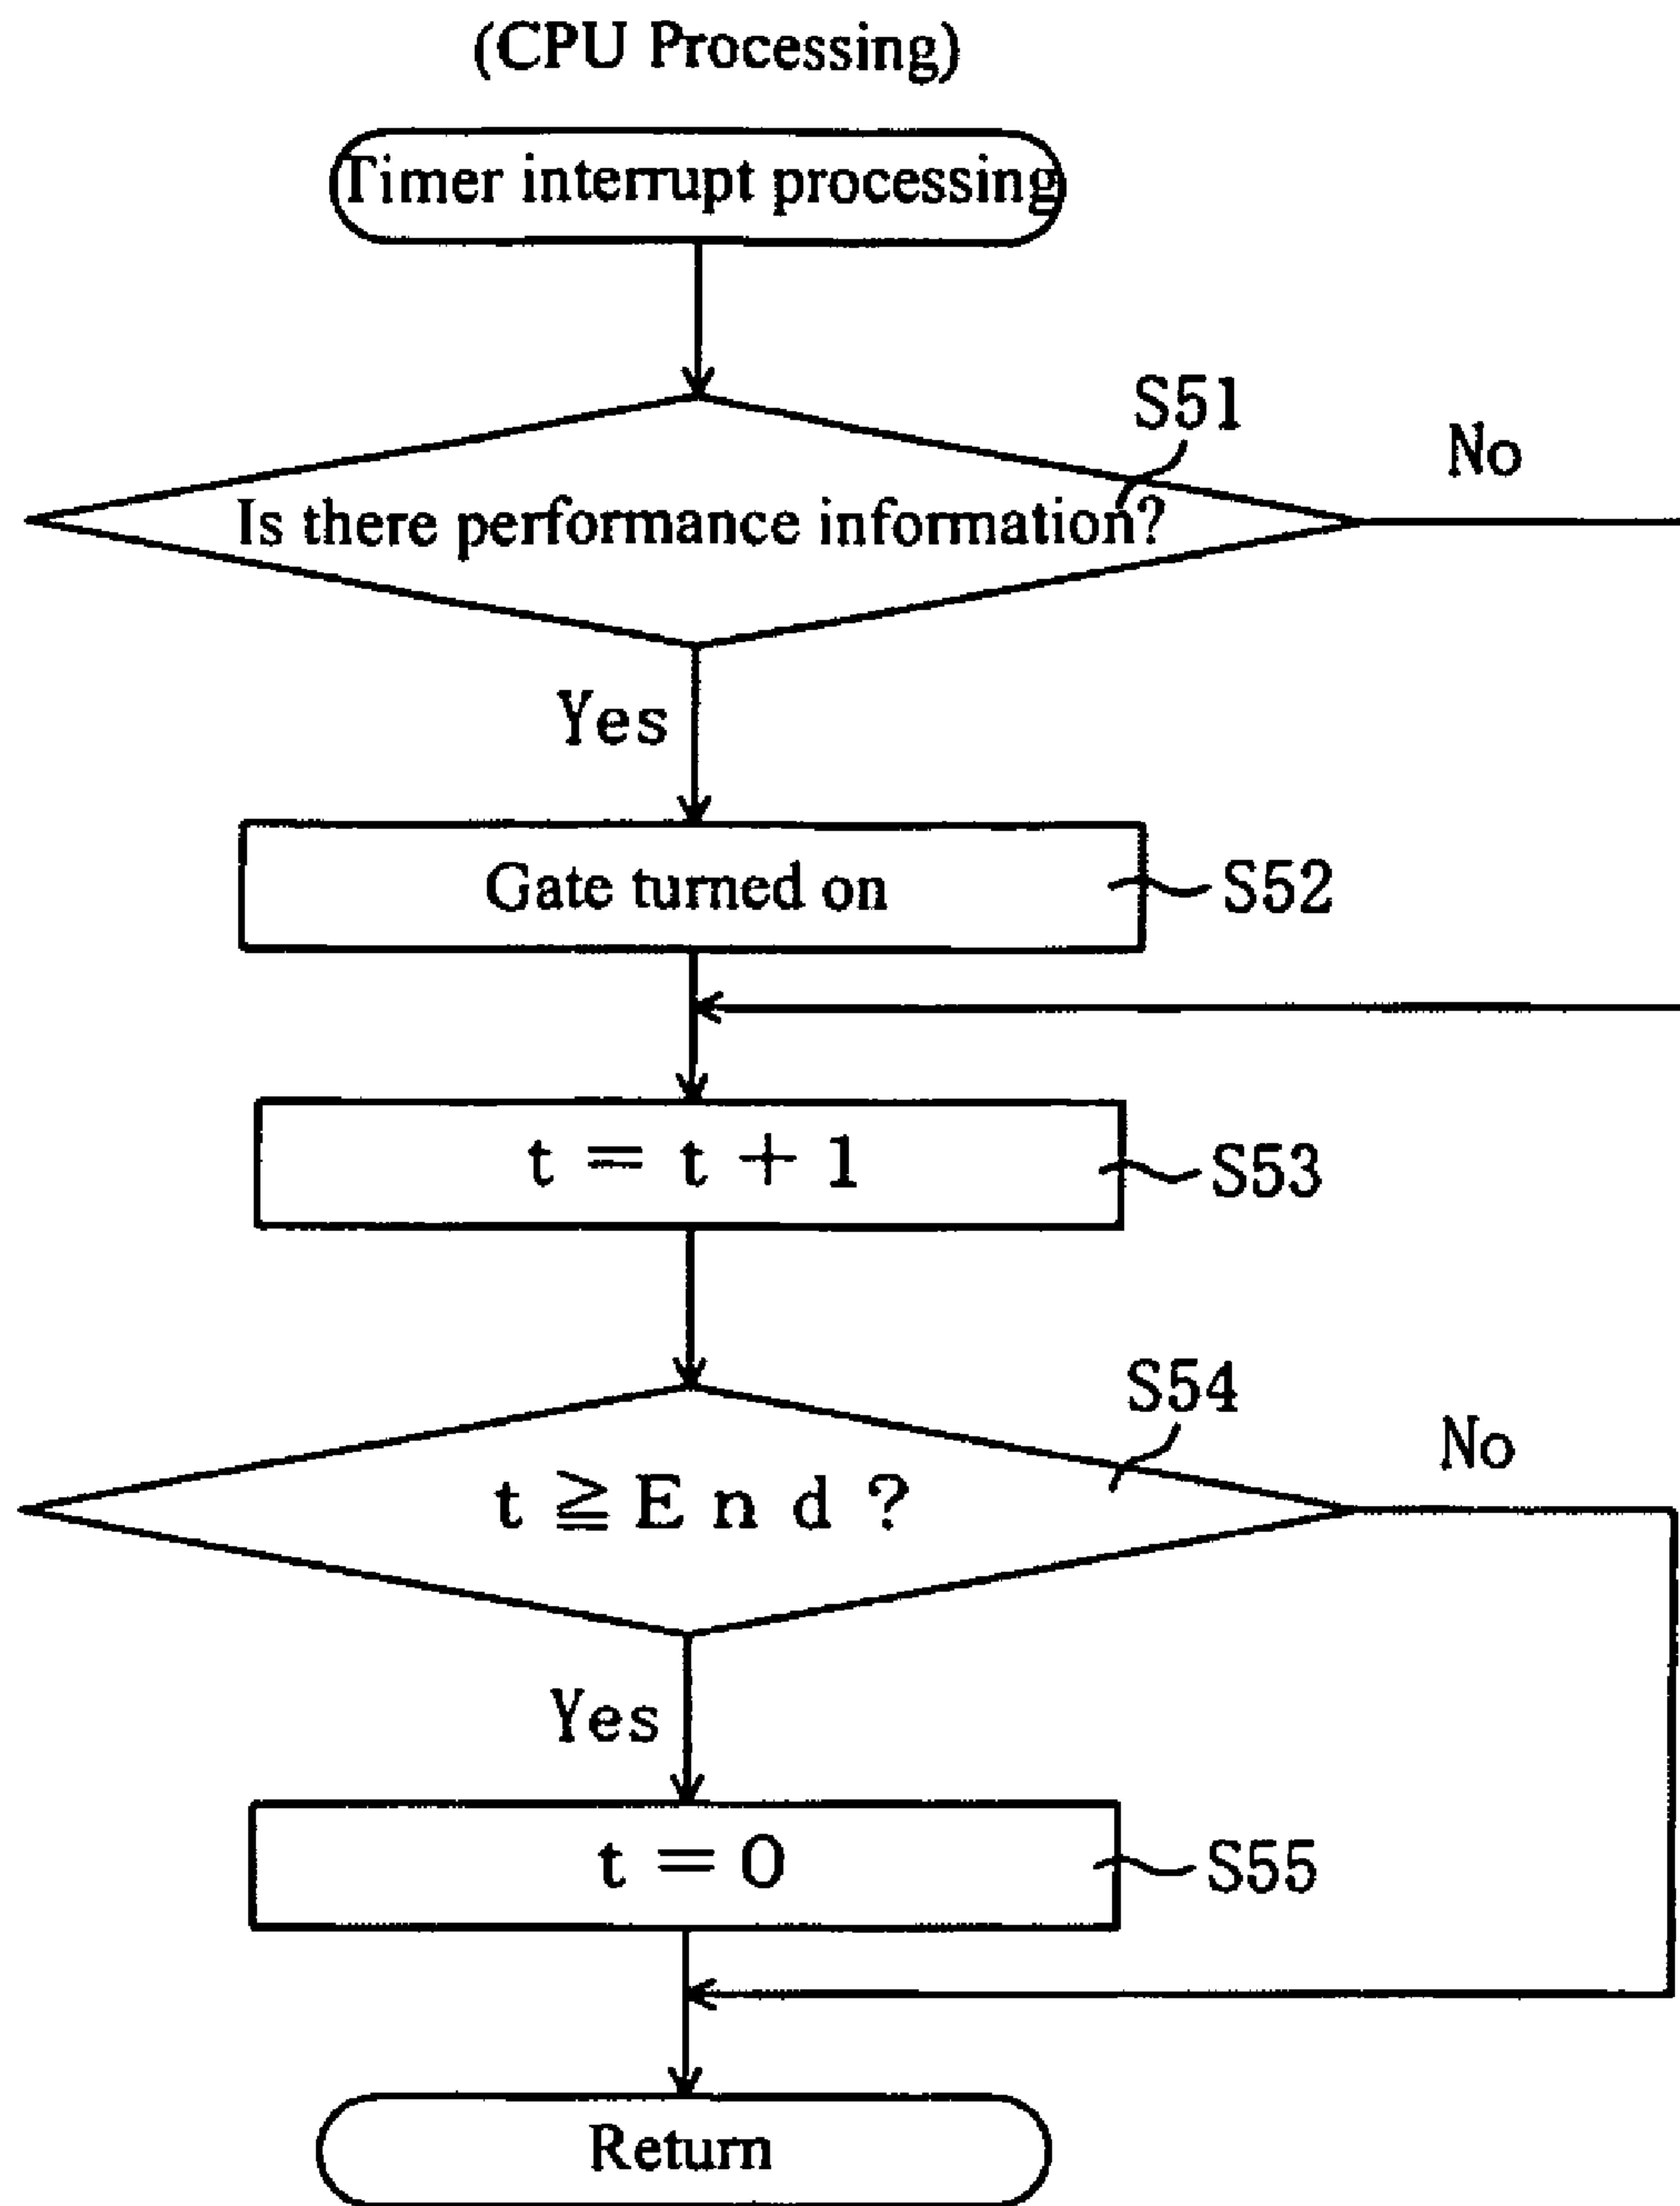 (CPU Processing)
Timer interrupt processing
S51
No
Is there performance information?
Yes
Gate turned on
S52
t = t + 1
S53
S54
No
t ≧ End ?
Yes
t = 0
S55
Return